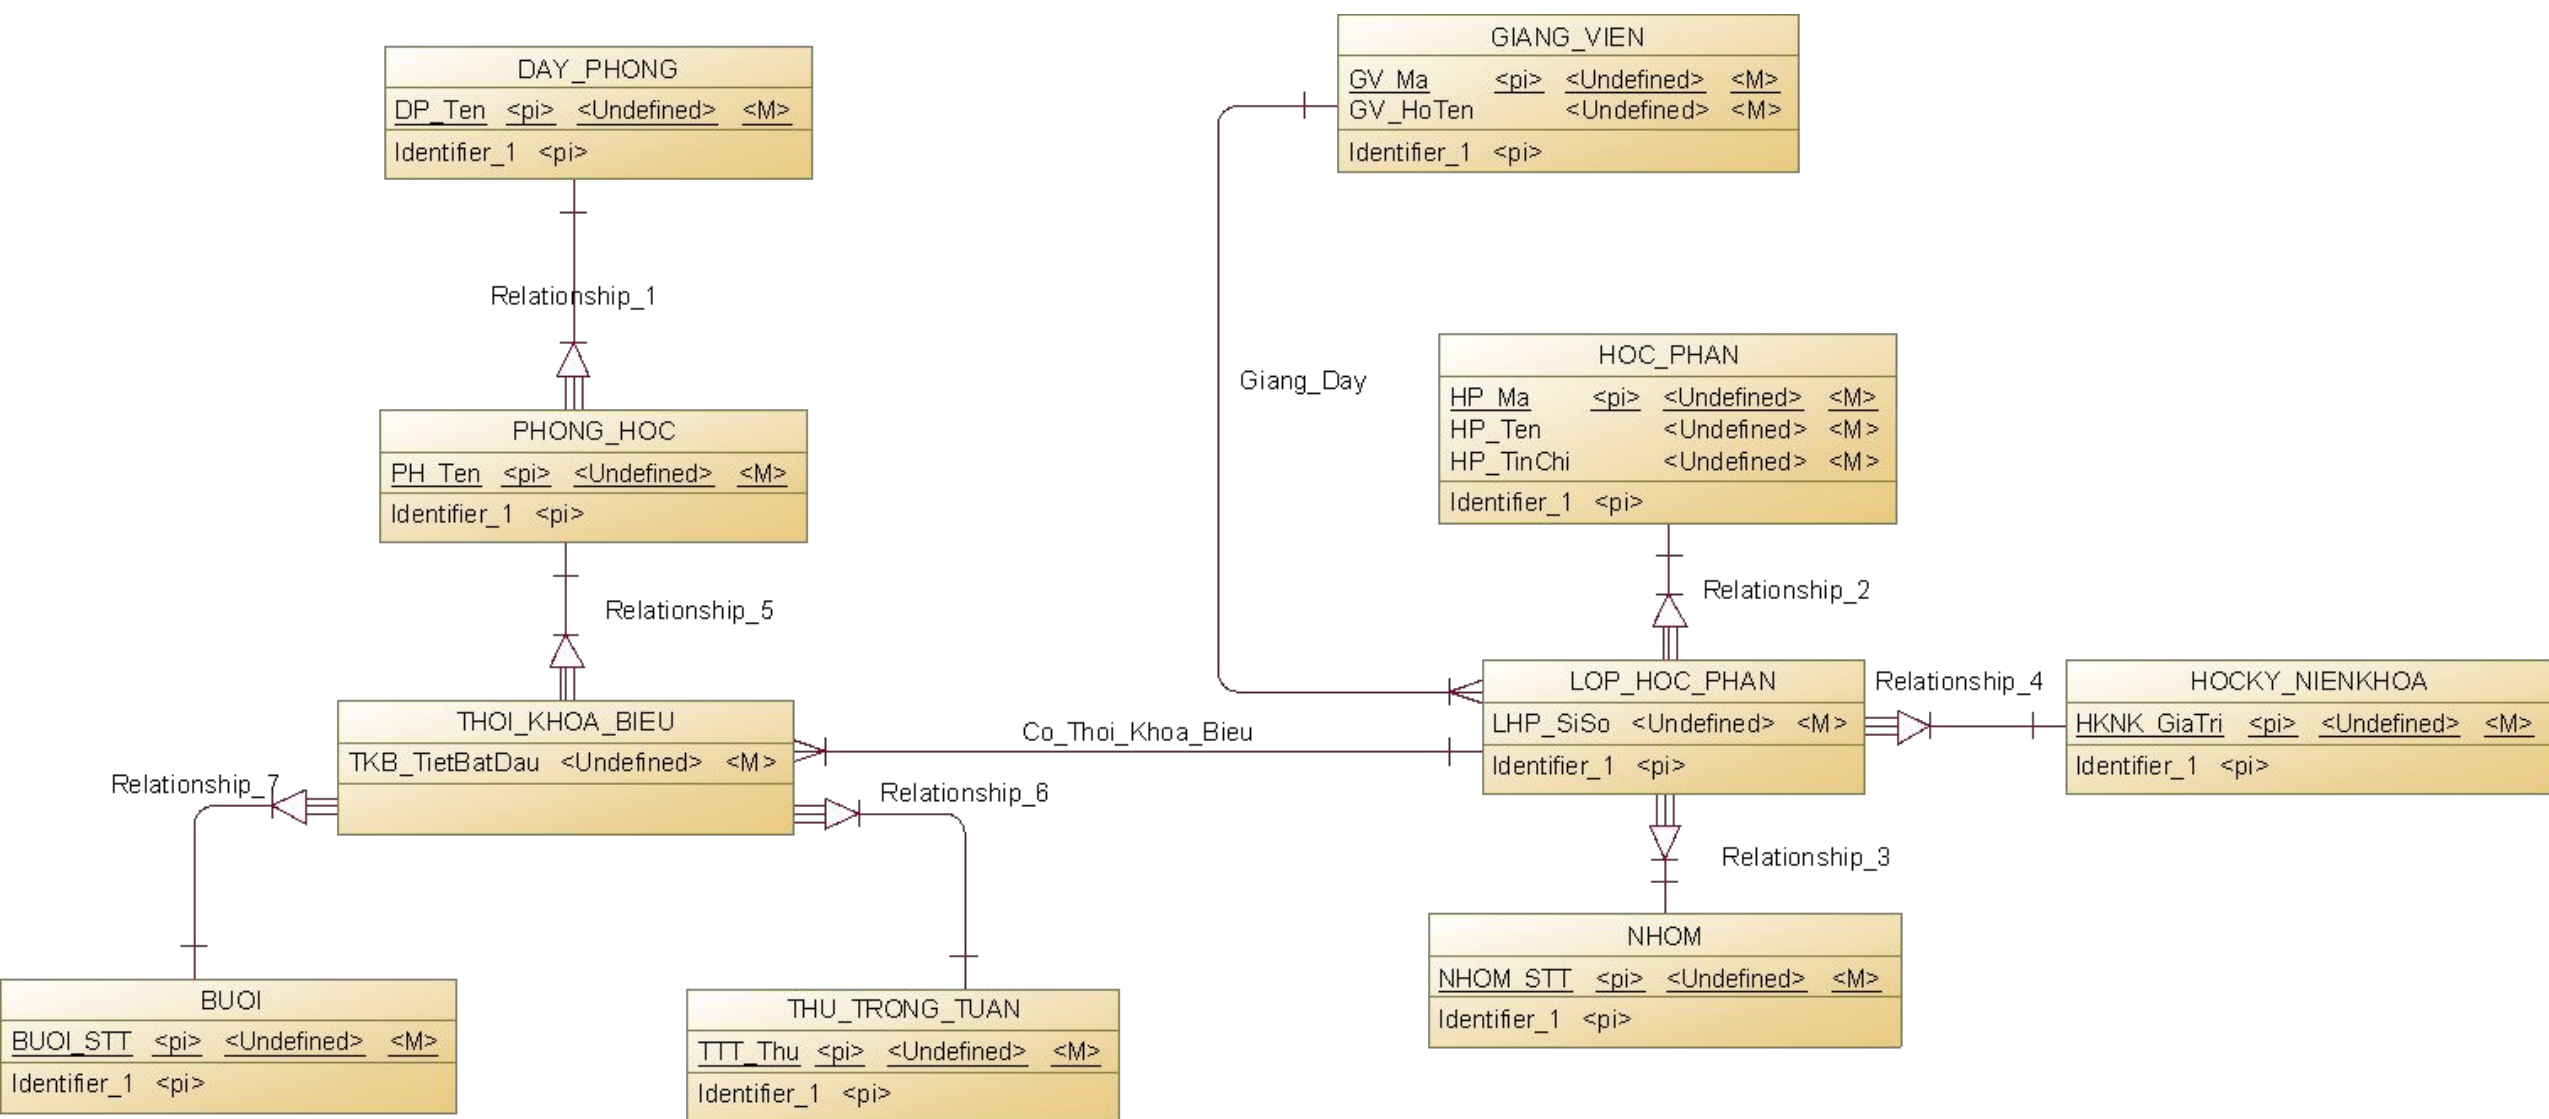 GIANG_VIEN
GV_Ma <pi> <Undefined> <M>
GV_HoTen <Undefined> <M>
Identifier_1 <pi>
DAY_PHONG
DP_Ten <pi> <Undefined> <M>
Identifier_1 <pi>
Relationship_1
Giang_Day
HOC_PHAN
HP_Ma <pi> <Undefined> <M>
HP_Ten <Undefined> <M>
HP_TinChi <Undefined> <M>
Identifier_1 <pi>
PHONG_HOC
PH_Ten <pi> <Undefined> <M>
Identifier_1 <pi>
Relationship_5
Relationship_2
THOI_KHOA_BIEU
TKB_TietBatDau <Undefined> <M>
Co_Thoi_Khoa_Bieu
LOP_HOC_PHAN
LHP_SiSo <Undefined> <M>
Identifier_1 <pi>
Relationship_4
HOCKY_NIENKHOA
HKNK_GiaTri <pi> <Undefined> <M>
Identifier_1 <pi>
Relationship_7
Relationship_6
Relationship_3
NHOM
NHOM_STT <pi> <Undefined> <M>
Identifier_1 <pi>
BUOI
BUOI_STT <pi> <Undefined> <M>
Identifier_1 <pi>
THU_TRONG_TUAN
TTT_Thu <pi> <Undefined> <M>
Identifier_1 <pi>